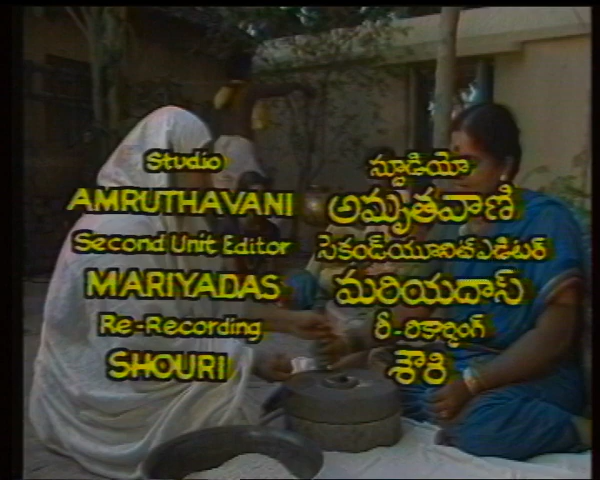 Studio స్టూడియో
AMRUTHAVANI అమృతవాణి
Second Unit Editor సెకండ్‌యూనిట్‌ఎడిటర్
MARIYADAS మరియదాస్
Re-Recording రీ-రికార్డింగ్
SHOURI శౌరి